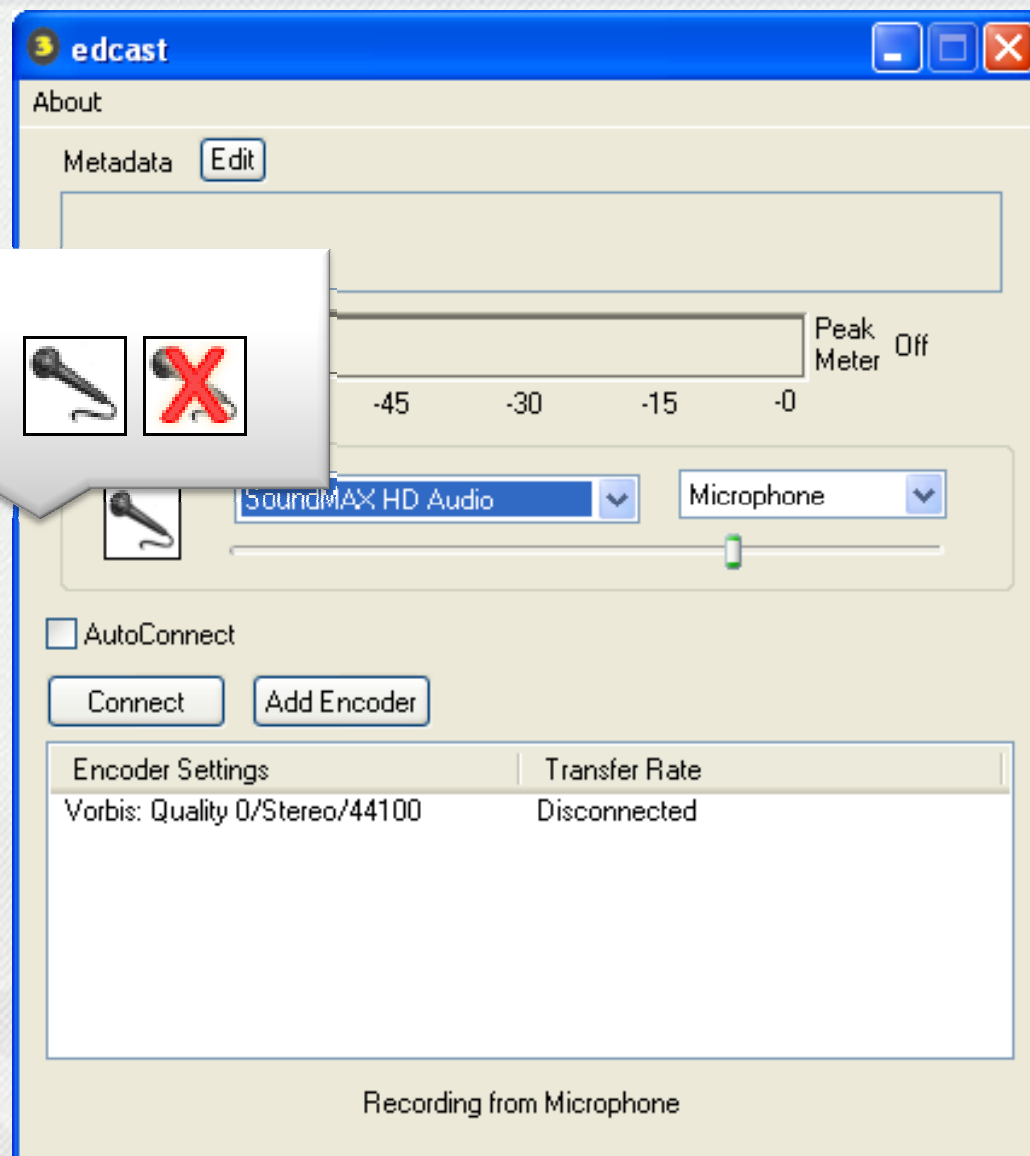 edcast
About
Metadata Edit
Peak Meter Off
-45 -30 -15 -0
SoundMAX HD Audio Microphone
AutoConnect
Connect Add Encoder
Encoder Settings Transfer Rate
Vorbis: Quality 0/Stereo/44100 Disconnected
Recording from Microphone